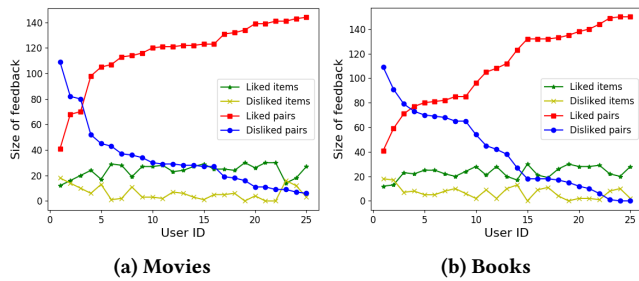 Size of feedback
140
120
100
80
60
40
20
0
Liked items
Disliked items
Liked pairs
Disliked pairs
0 5 10 15 20 25
User ID
(a) Movies
Size of feedback
140
120
100
80
60
40
20
0
Liked items
Disliked items
Liked pairs
Disliked pairs
0 5 10 15 20 25
User ID
(b) Books